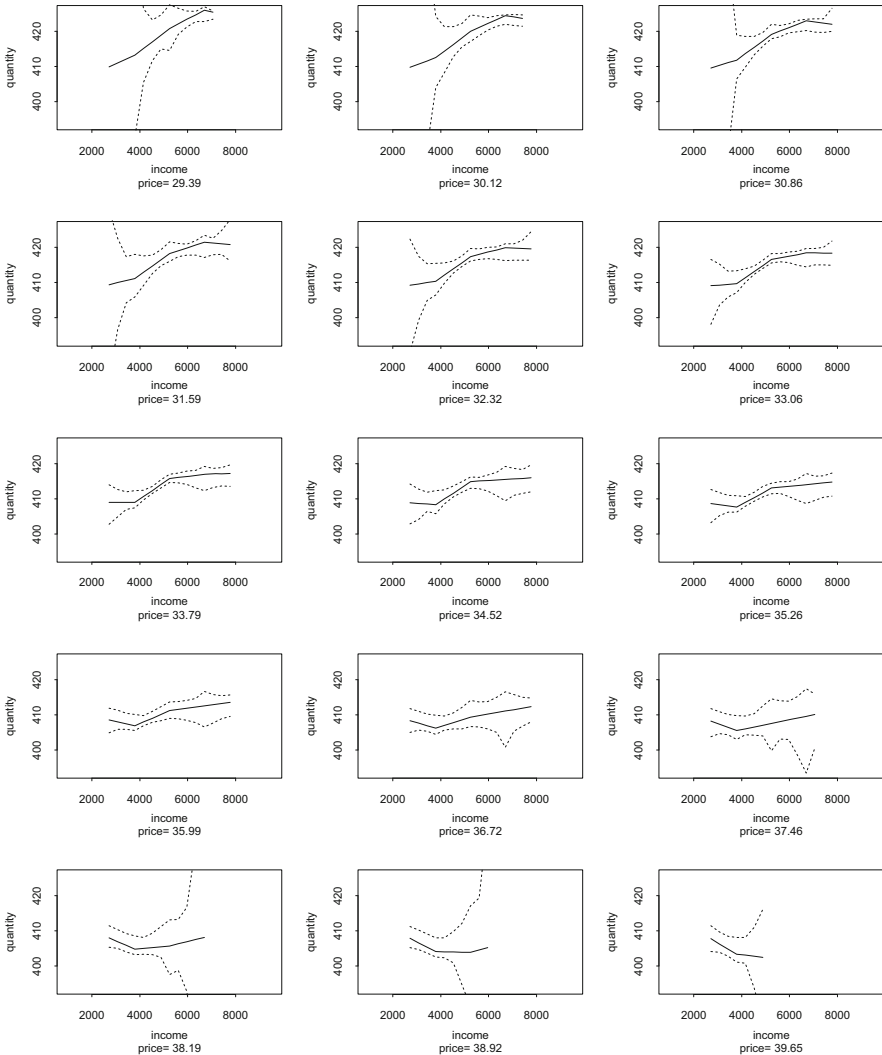 quantity
400 410 420
2000 4000 6000 8000
income
price= 29.39
quantity
400 410 420
2000 4000 6000 8000
income
price= 30.12
quantity
400 410 420
2000 4000 6000 8000
income
price= 30.86
quantity
400 410 420
2000 4000 6000 8000
income
price= 31.59
quantity
400 410 420
2000 4000 6000 8000
income
price= 32.32
quantity
400 410 420
2000 4000 6000 8000
income
price= 33.06
quantity
400 410 420
2000 4000 6000 8000
income
price= 33.79
quantity
400 410 420
2000 4000 6000 8000
income
price= 34.52
quantity
400 410 420
2000 4000 6000 8000
income
price= 35.26
quantity
400 410 420
2000 4000 6000 8000
income
price= 35.99
quantity
400 410 420
2000 4000 6000 8000
income
price= 36.72
quantity
400 410 420
2000 4000 6000 8000
income
price= 37.46
quantity
400 410 420
2000 4000 6000 8000
income
price= 38.19
quantity
400 410 420
2000 4000 6000 8000
income
price= 38.92
quantity
400 410 420
2000 4000 6000 8000
income
price= 39.65